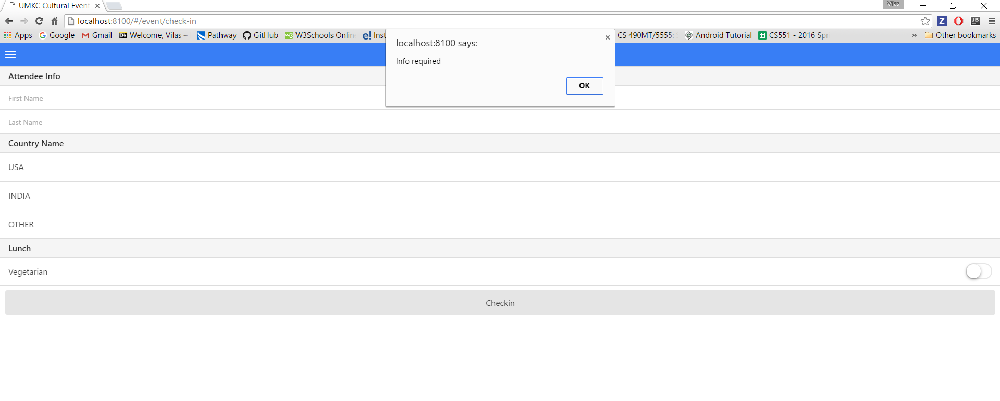 UMKC Cultural Event
Vilas
localhost:8100/#/event/check-in
Apps Google Gmail Welcome, Vilas – Pathway GitHub W3Schools Onlin e! Inst CS 490MT/5555: Android Tutorial CS551 - 2016 Spr » Other bookmarks
localhost:8100 says:
Info required
OK
Attendee Info
First Name
Last Name
Country Name
USA
INDIA
OTHER
Lunch
Vegetarian
Checkin